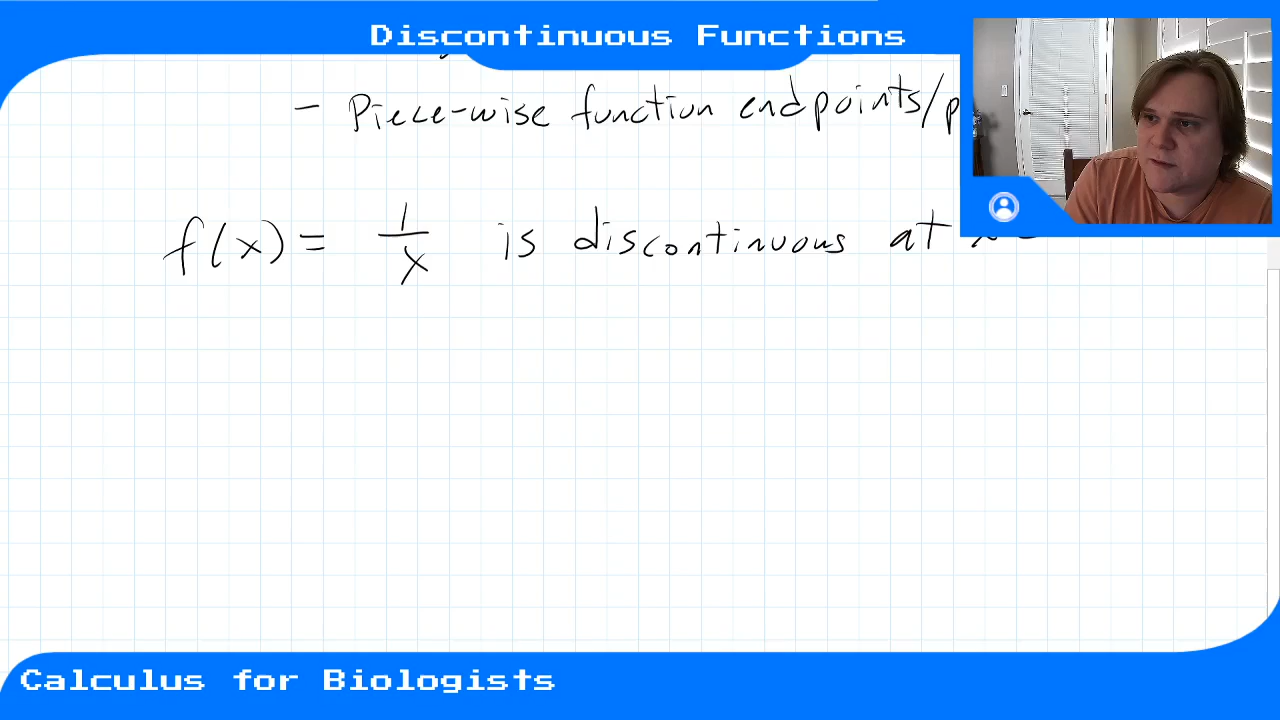 Discontinuous Functions
- Piece-wise function endpoints/p
f(x) = 1/x is discontinuous at x =
Calculus for Biologists